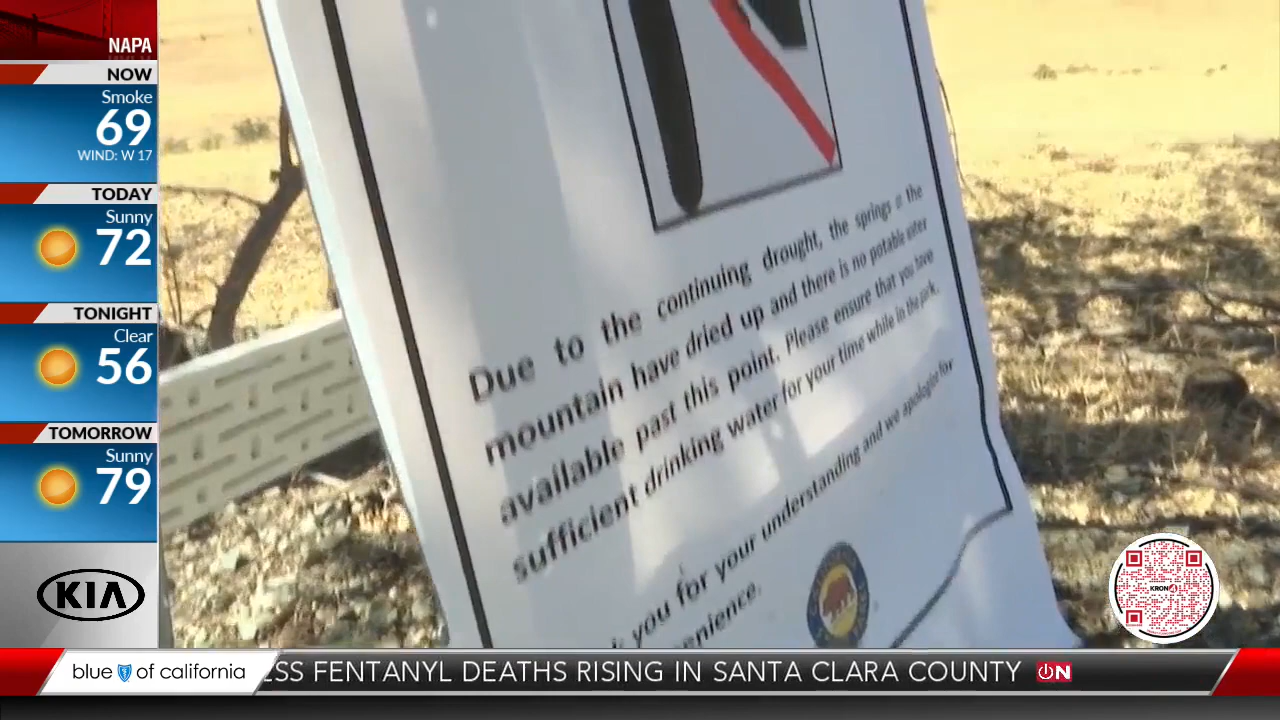 NAPA
NOW
Smoke
69
WIND: W 17
TODAY
Sunny
72
TONIGHT
Clear
56
TOMORROW
Sunny
79
KIA
Due to the continuing drought, the springs the
mountain have dried up and there is no potable
available past this point. Please ensure that you have
sufficient drinking water for your time while in the park.
you for your understanding and we apologize for
KRON4
blue of california
ESS FENTANYL DEATHS RISING IN SANTA CLARA COUNTY ON